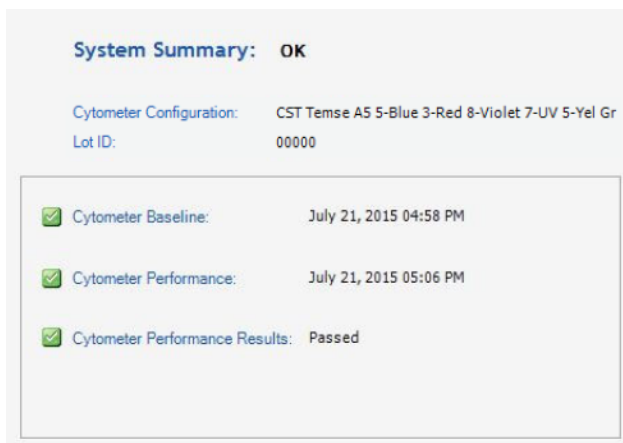 System Summary: OK
Cytometer Configuration: CST Temse A5 5-Blue 3-Red 8-Violet 7-UV 5-Yel Gr
Lot ID: 00000
Cytometer Baseline: July 21, 2015 04:58 PM
Cytometer Performance: July 21, 2015 05:06 PM
Cytometer Performance Results: Passed